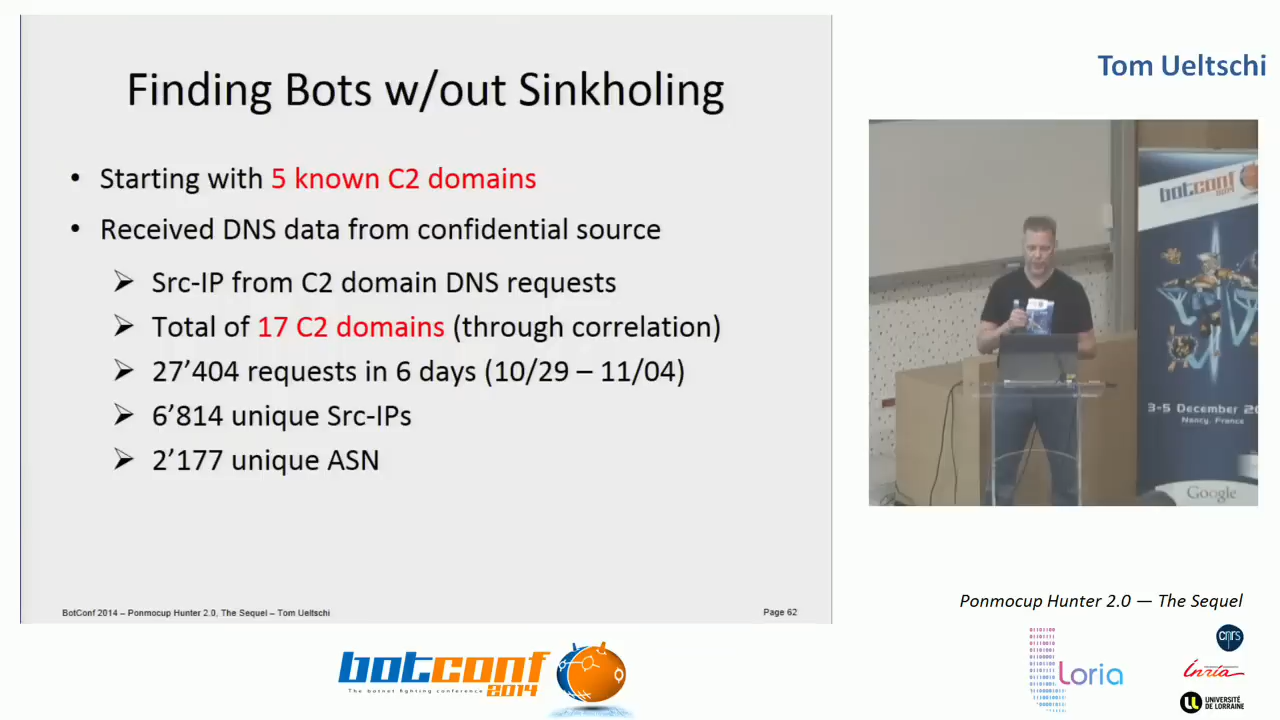 Finding Bots w/out Sinkholing
• Starting with 5 known C2 domains
• Received DNS data from confidential source
➢ Src-IP from C2 domain DNS requests
➢ Total of 17 C2 domains (through correlation)
➢ 27’404 requests in 6 days (10/29 – 11/04)
➢ 6’814 unique Src-IPs
➢ 2’177 unique ASN
BotConf 2014 – Ponmocup Hunter 2.0, The Sequel – Tom Ueltschi
Page 62
Tom Ueltschi
botconf
2014
3-5 December 20
Nancy, France
Google
Ponmocup Hunter 2.0 — The Sequel
botconf
The botnet fighting conference 2014
Loria
cnrs
Inria
UNIVERSITÉ
DE LORRAINE